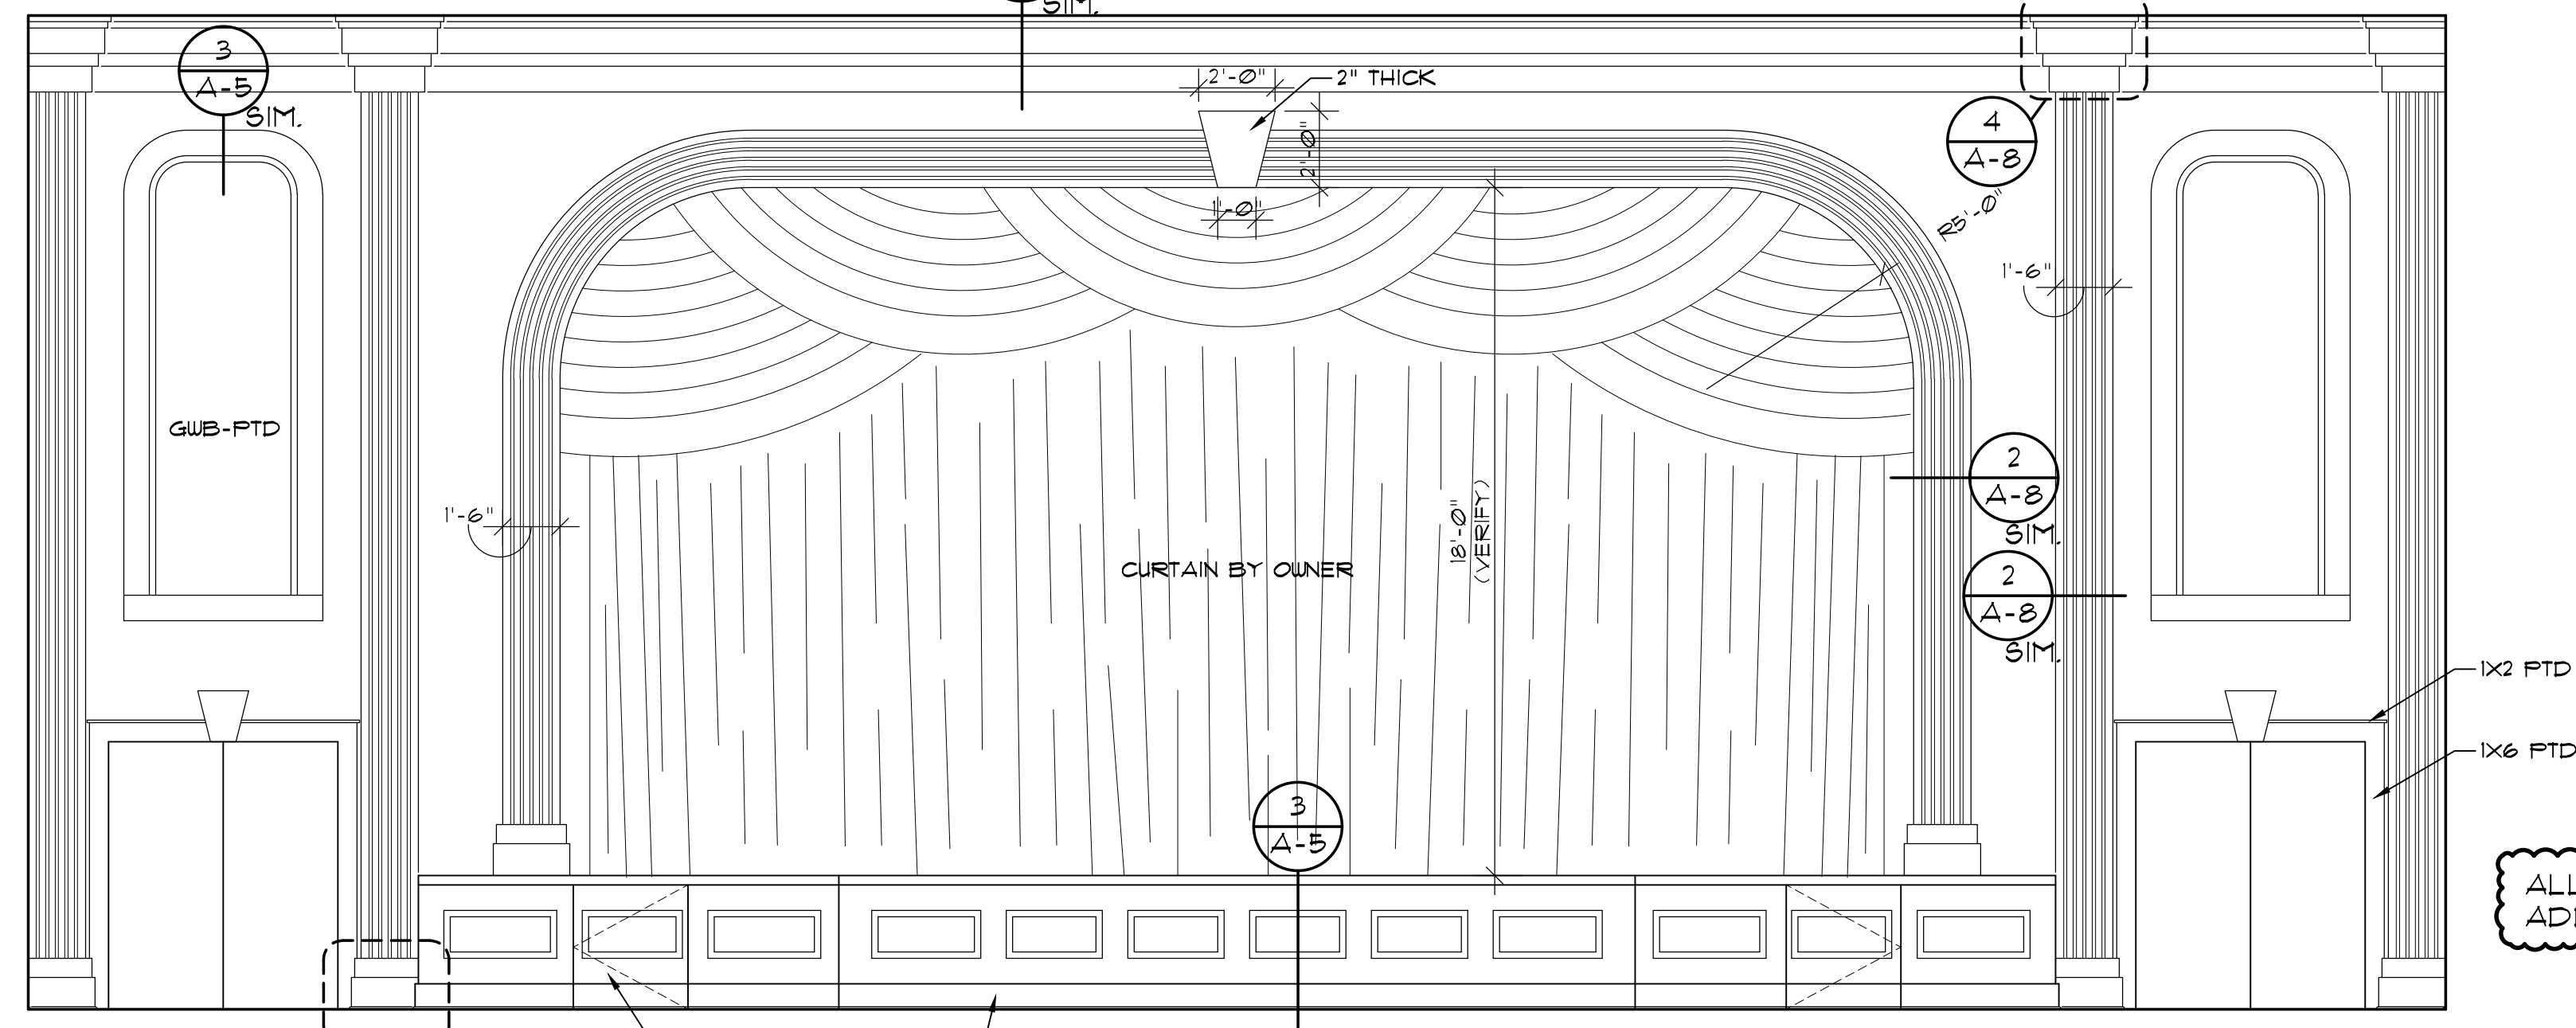 SIM.
3
A-5
SIM.
2'-0"
2" THICK
2'-0"
1'-0"
4
A-8
R5'-0"
1'-6"
GWB-PTD
1'-6"
2
A-8
SIM.
18'-0"
(VERIFY)
CURTAIN BY OWNER
2
A-8
SIM.
1X2 PTD
1X6 PTD
3
A-5